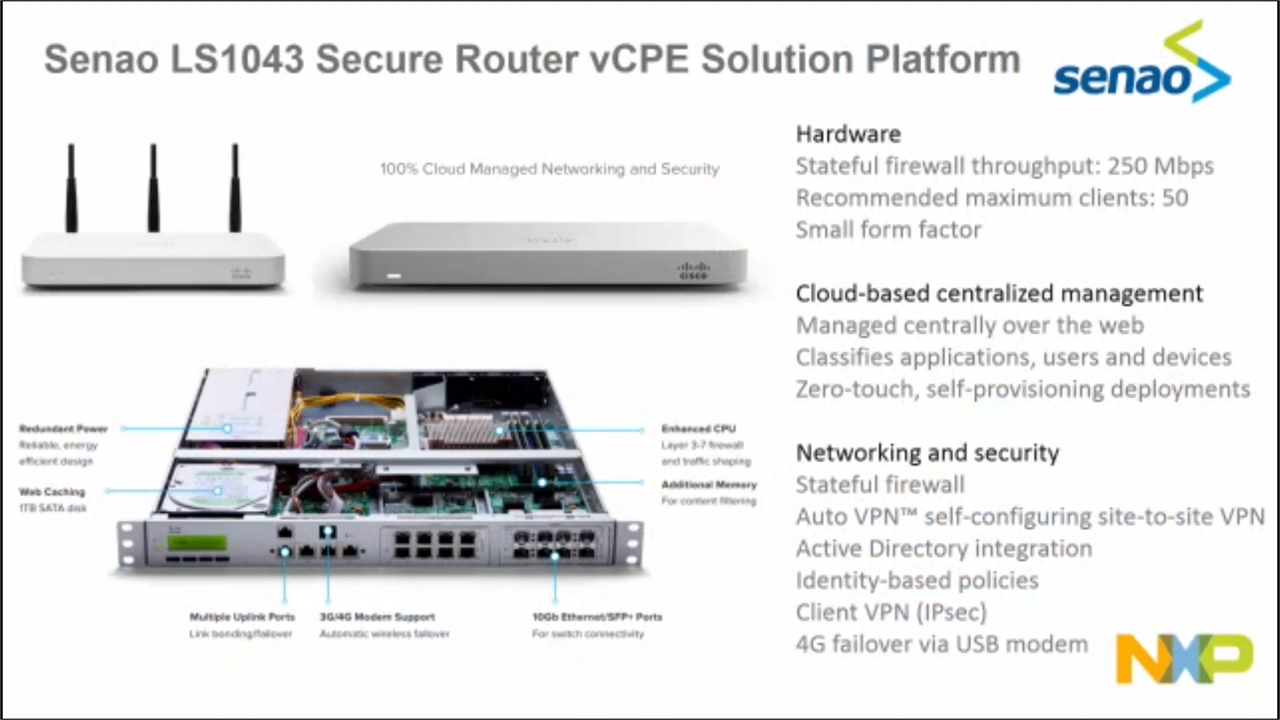 Senao LS1043 Secure Router vCPE Solution Platform
senao
100% Cloud Managed Networking and Security
CISCO
CISCO
Redundant Power
Reliable, energy
efficient design
Web Caching
1TB SATA disk
Enhanced CPU
Layer 3-7 firewall
and traffic shaping
Additional Memory
For content filtering
Multiple Uplink Ports
Link bonding/failover
3G/4G Modem Support
Automatic wireless failover
10Gb Ethernet/SFP+ Ports
For switch connectivity
Hardware
Stateful firewall throughput: 250 Mbps
Recommended maximum clients: 50
Small form factor
Cloud-based centralized management
Managed centrally over the web
Classifies applications, users and devices
Zero-touch, self-provisioning deployments
Networking and security
Stateful firewall
Auto VPN™ self-configuring site-to-site VPN
Active Directory integration
Identity-based policies
Client VPN (IPsec)
4G failover via USB modem
NXP